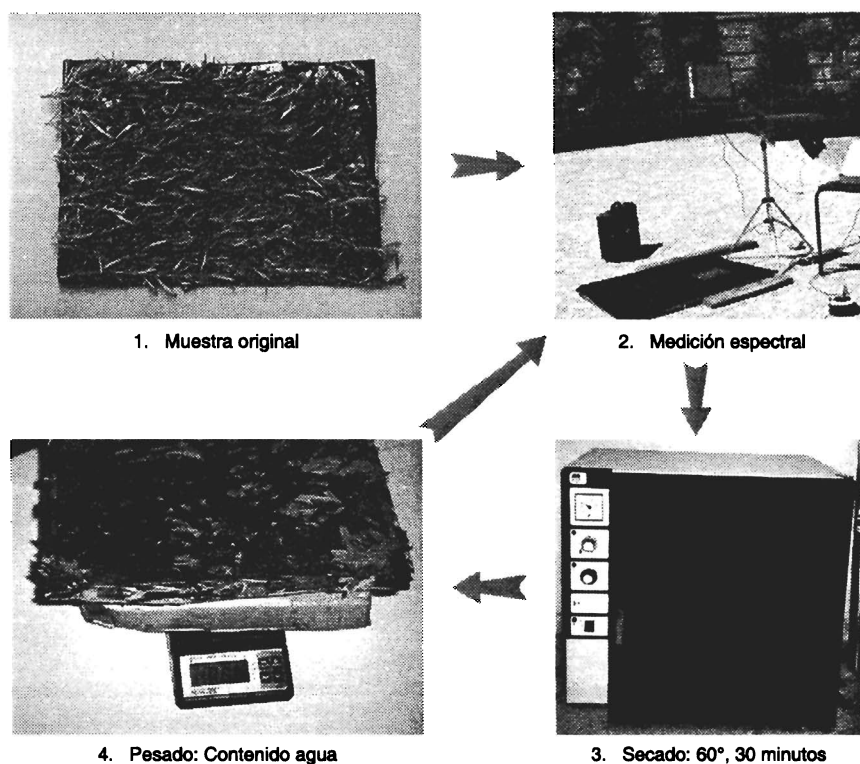 1. Muestra original
2. Medición espectral
4. Pesado: Contenido agua
3. Secado: 60°, 30 minutos